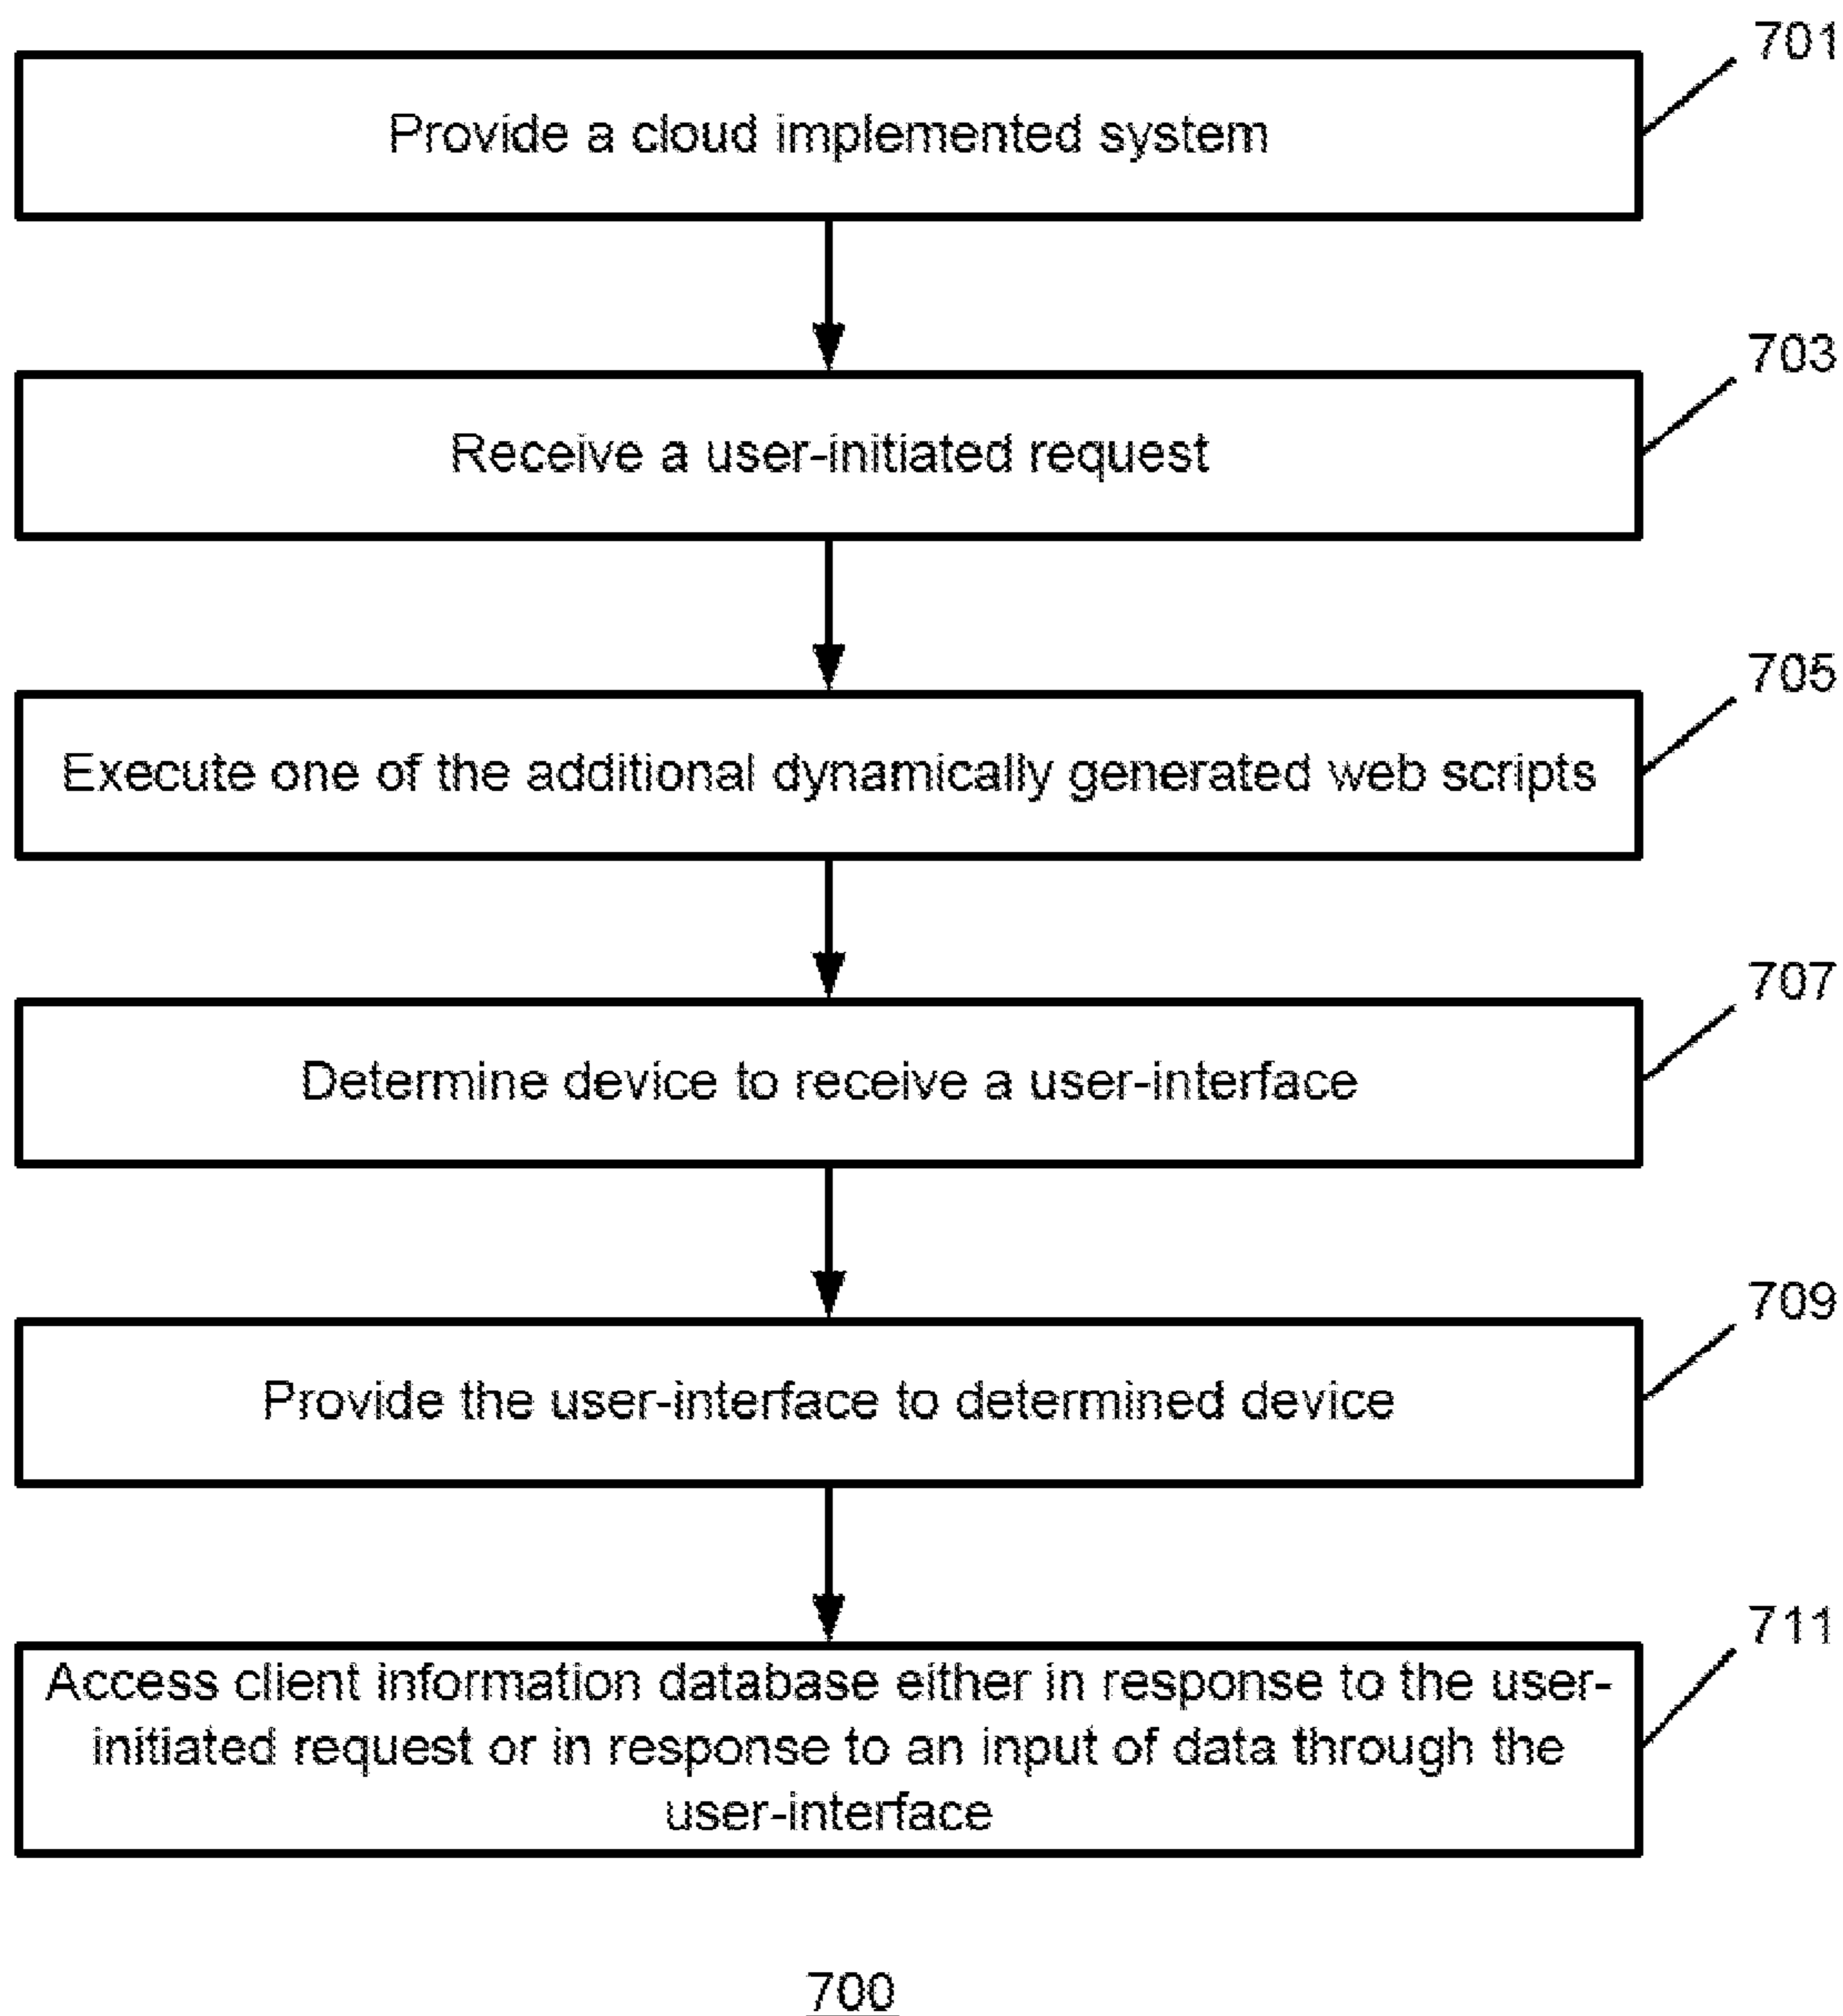 701
Provide a cloud implemented system
703
Receive a user-initiated request
705
Execute one of the additional dynamically generated web scripts
707
Determine device to receive a user-interface
709
Provide the user-interface to determined device
711
Access client information database either in response to the user-
initiated request or in response to an input of data through the
user-interface
700